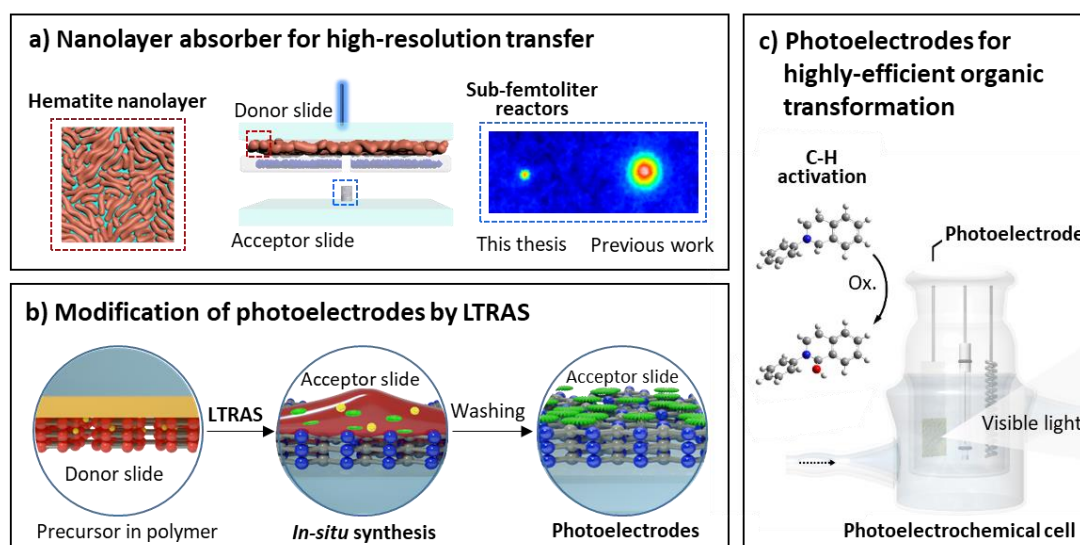 a) Nanolayer absorber for high-resolution transfer
Hematite nanolayer
Donor slide
Acceptor slide
Sub-femtoliter
reactors
This thesis
Previous work
b) Modification of photoelectrodes by LTRAS
Donor slide
Precursor in polymer
LTRAS
Acceptor slide
In-situ synthesis
Washing
Acceptor slide
Photoelectrodes
c) Photoelectrodes for
highly-efficient organic
transformation
C-H
activation
Ox.
Photoelectrode
Visible light
Photoelectrochemical cell